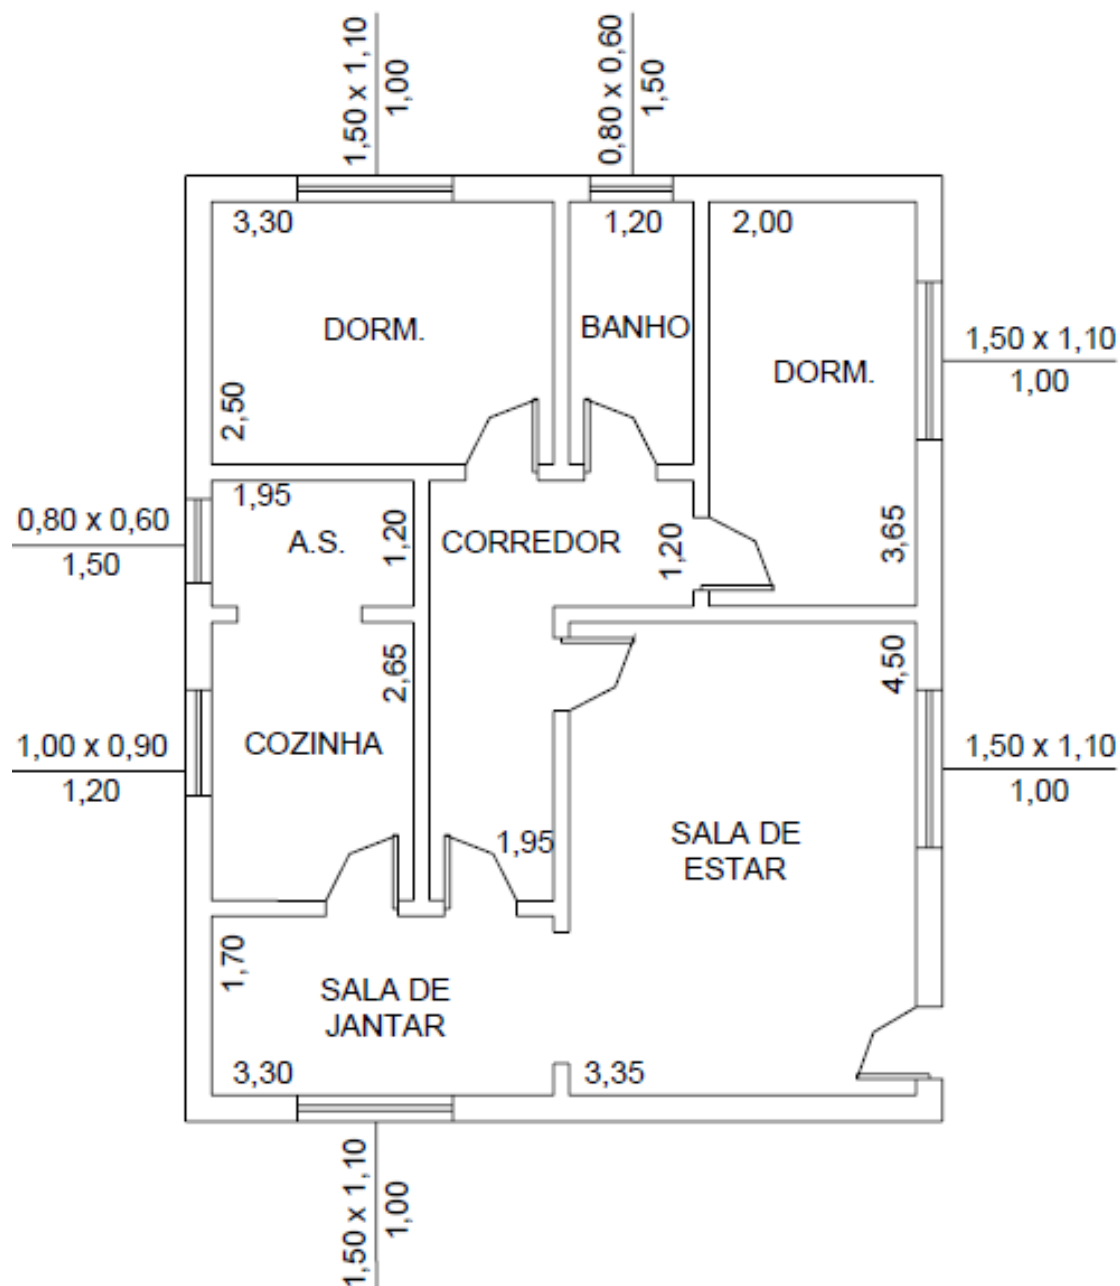 1,50 x 1,10
1,00
0,80 x 0,60
1,50
3,30
1,20
2,00
DORM.
BANHO
DORM.
1,50 x 1,10
1,00
2,50
1,95
0,80 x 0,60
1,50
A.S.
1,20
CORREDOR
1,20
3,65
2,65
4,50
1,00 x 0,90
1,20
COZINHA
1,50 x 1,10
1,00
1,95
SALA DE
ESTAR
1,70
SALA DE
JANTAR
3,30
3,35
1,50 x 1,10
1,00